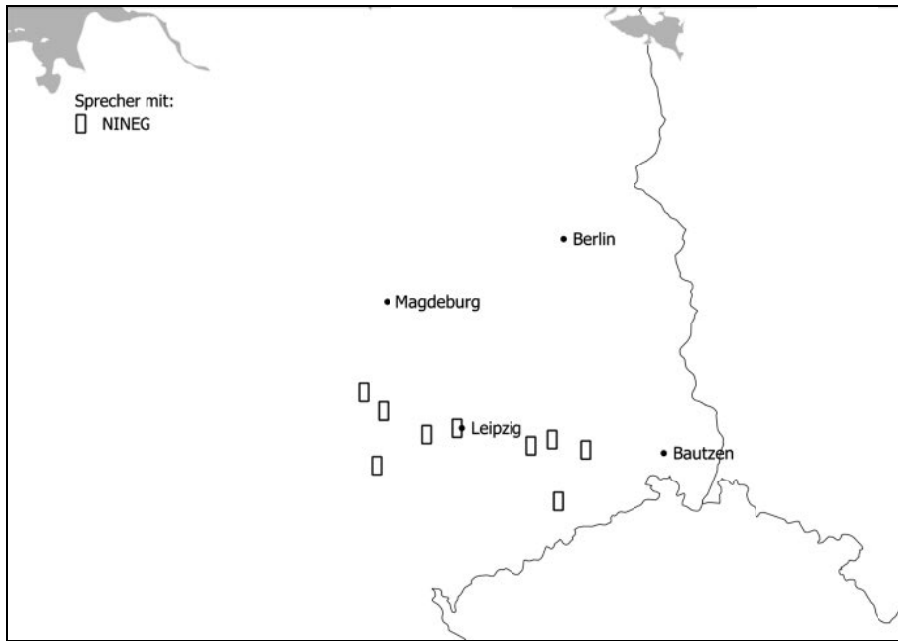 Sprecher mit:
NINEG
Berlin
Magdeburg
Leipzig
Bautzen